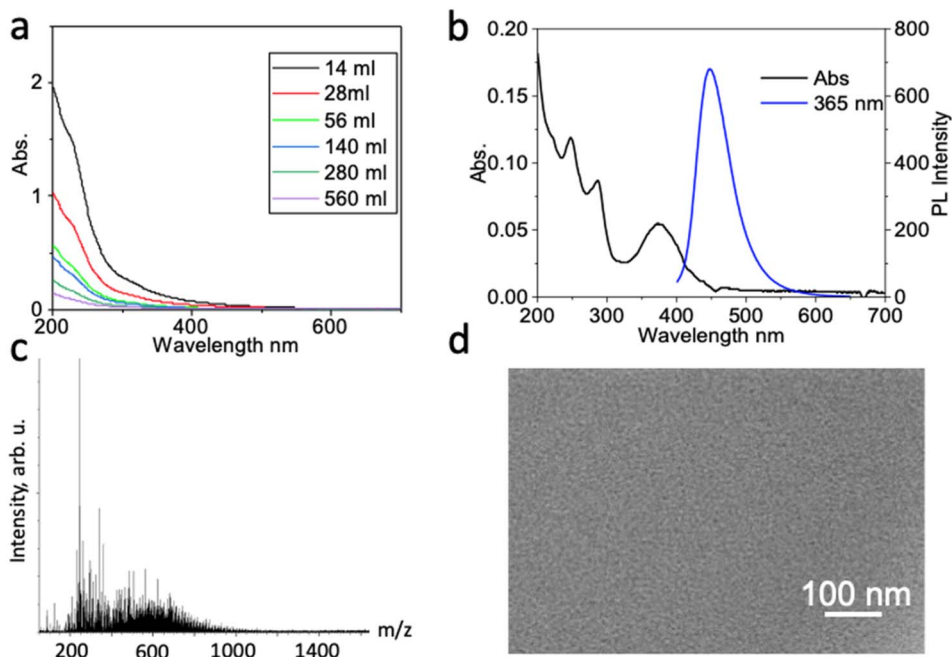 a
2
1
0
Abs.
200
400
600
Wavelength nm
14 ml
28ml
56 ml
140 ml
280 ml
560 ml
b
0.20
0.15
0.10
0.05
0.00
Abs.
200 300 400 500 600 700
Wavelength nm
800
600
400
200
0
PL Intensity
Abs
365 nm
c
Intensity, arb. u.
200 600 1000 1400
m/z
d
100 nm